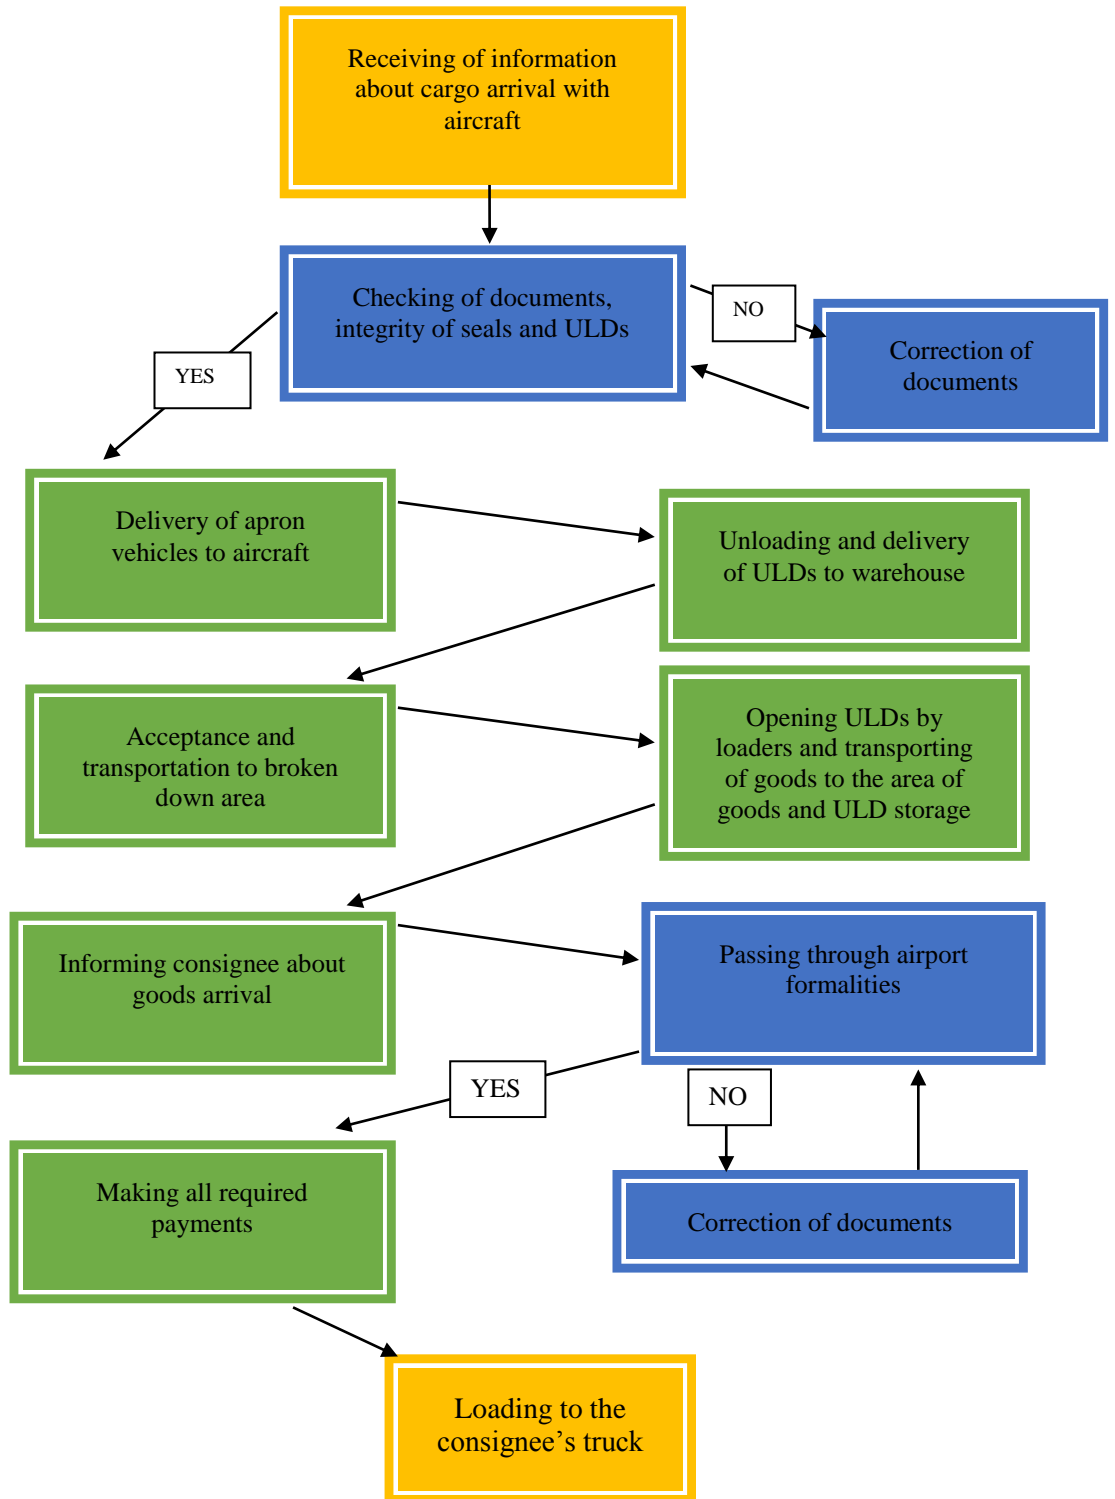 Receiving of information
about cargo arrival with
aircraft
Checking of documents,
integrity of seals and ULDs
NO
Correction of
documents
YES
Delivery of apron
vehicles to aircraft
Unloading and delivery
of ULDs to warehouse
Acceptance and
transportation to broken
down area
Opening ULDs by
loaders and transporting
of goods to the area of
goods and ULD storage
Informing consignee about
goods arrival
Passing through airport
formalities
YES
NO
Making all required
payments
Correction of documents
Loading to the
consignee’s truck